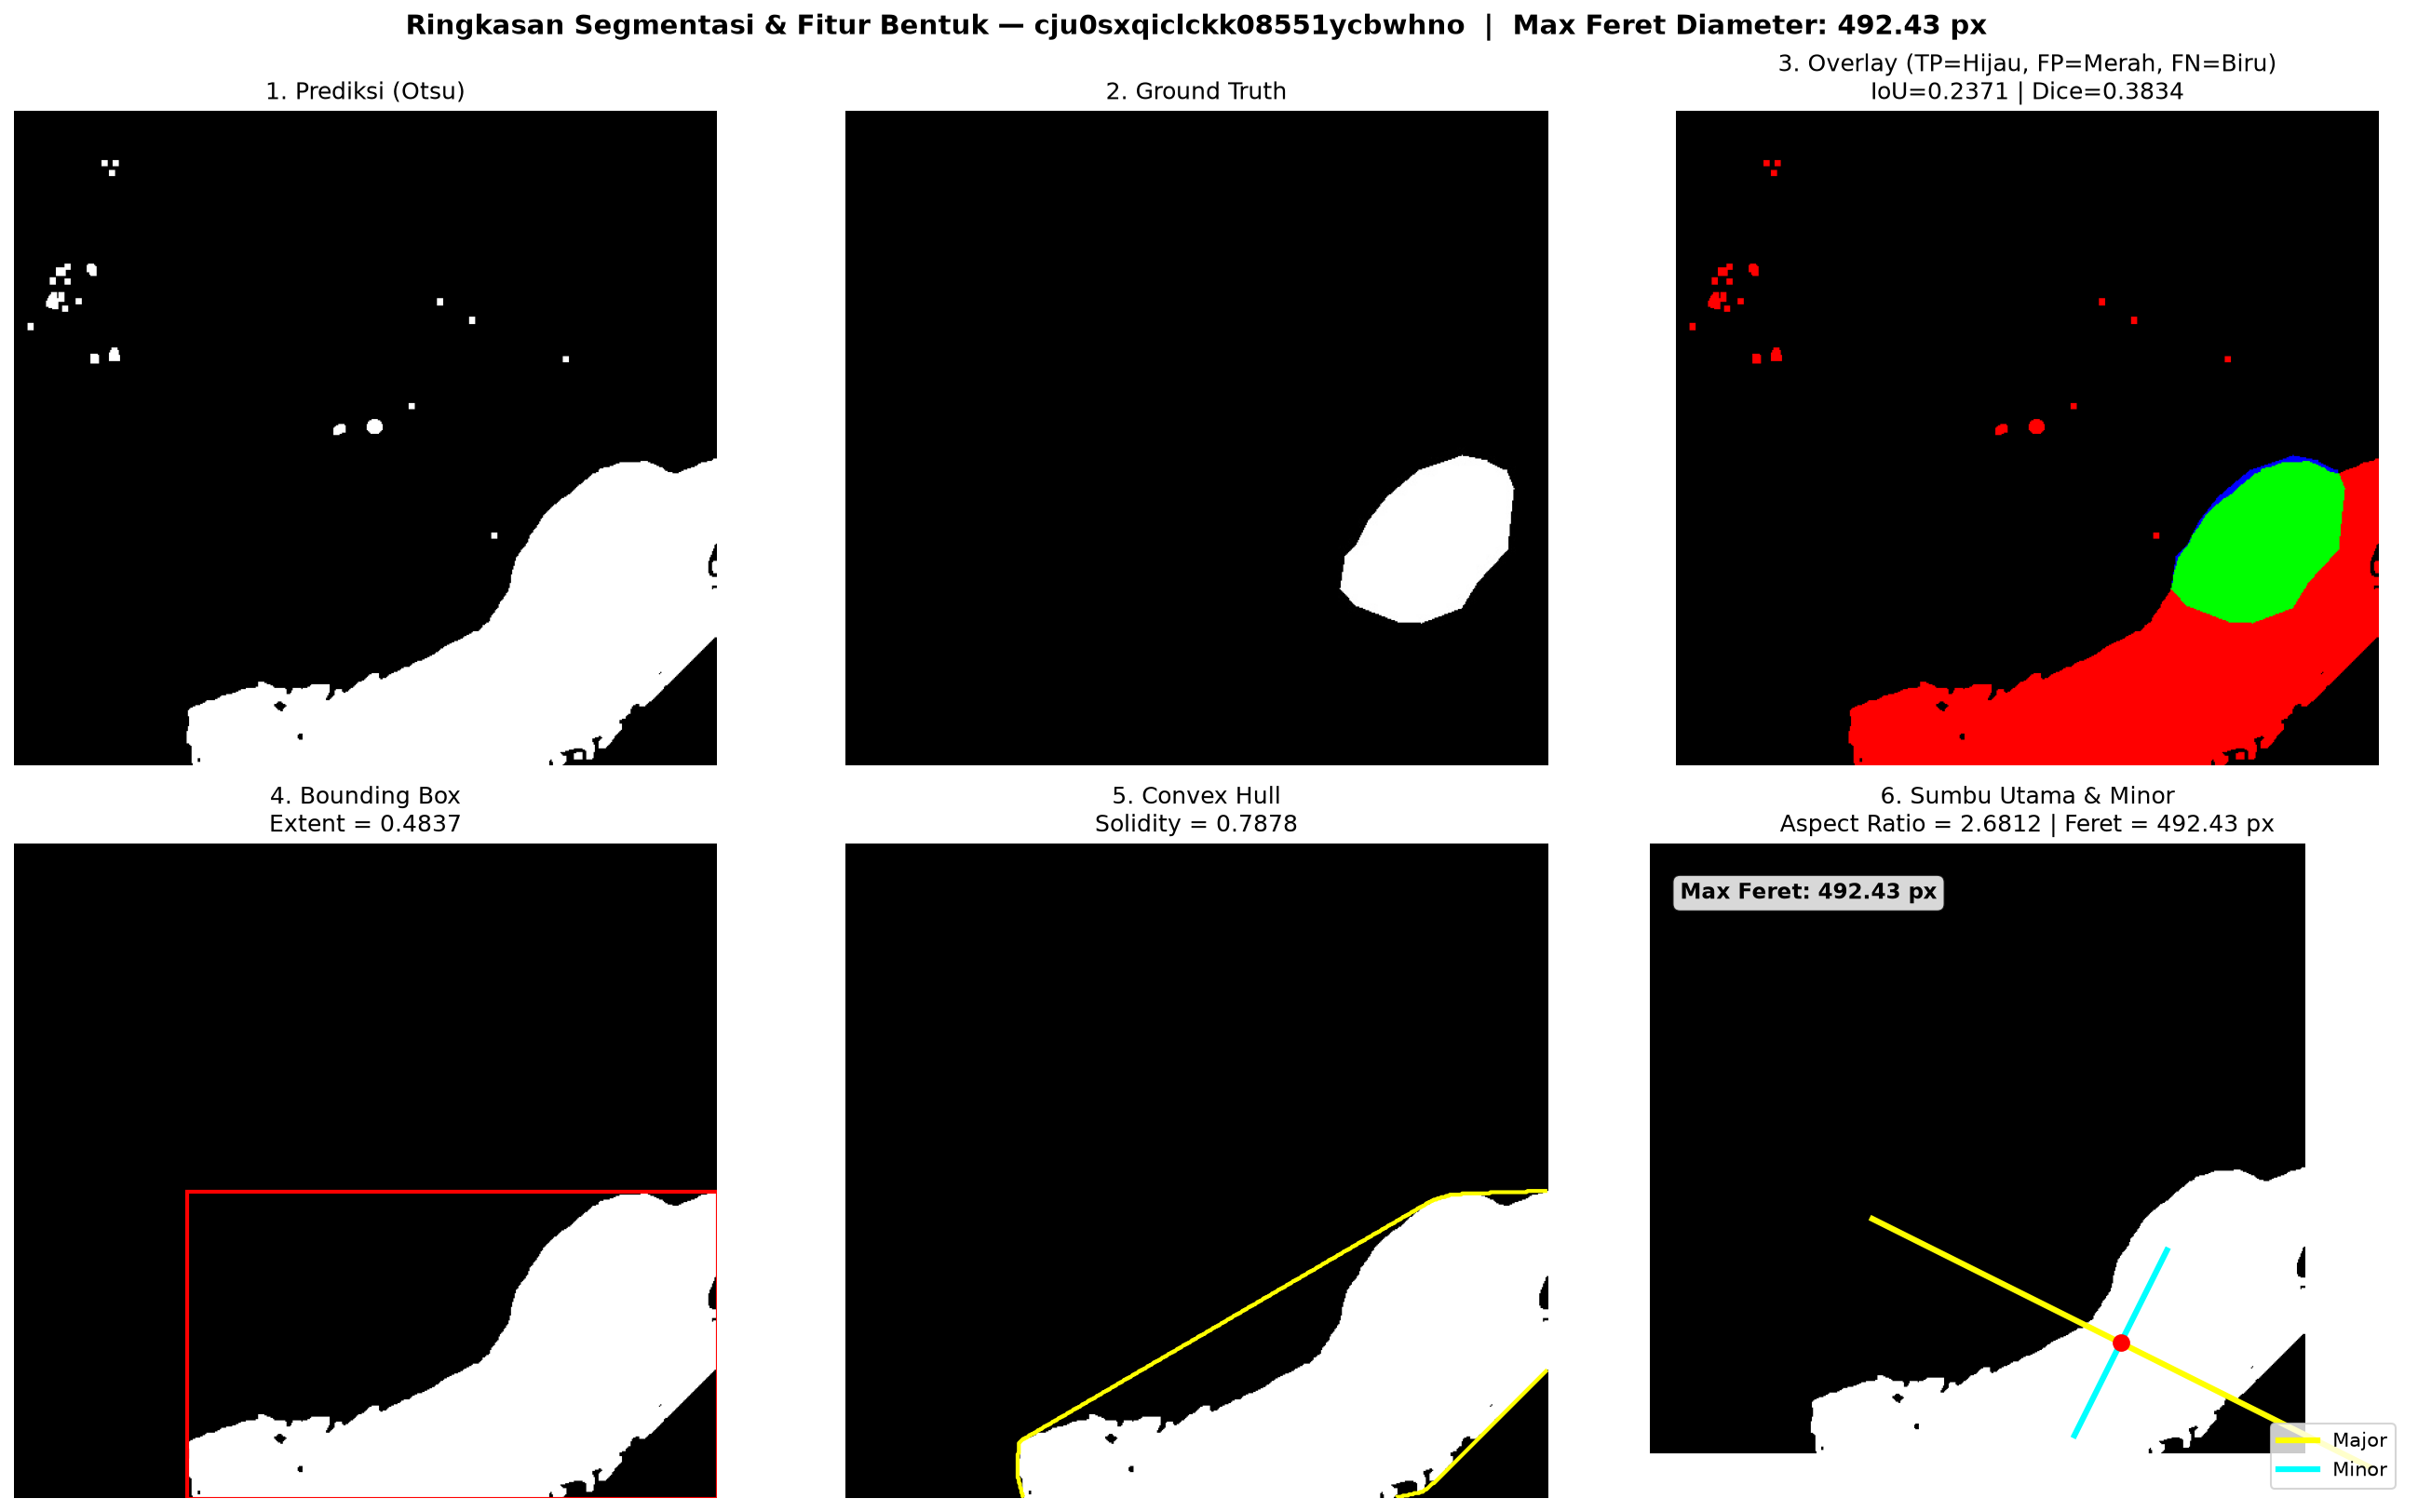 Ringkasan Segmentasi & Fitur Bentuk — cju0sxqiclckk08551ycbwhno | Max Feret Diameter: 492.43 px
1. Prediksi (Otsu)
2. Ground Truth
3. Overlay (TP=Hijau, FP=Merah, FN=Biru)
IoU=0.2371 | Dice=0.3834
4. Bounding Box
Extent = 0.4837
5. Convex Hull
Solidity = 0.7878
6. Sumbu Utama & Minor
Aspect Ratio = 2.6812 | Feret = 492.43 px
Max Feret: 492.43 px
Major
Minor